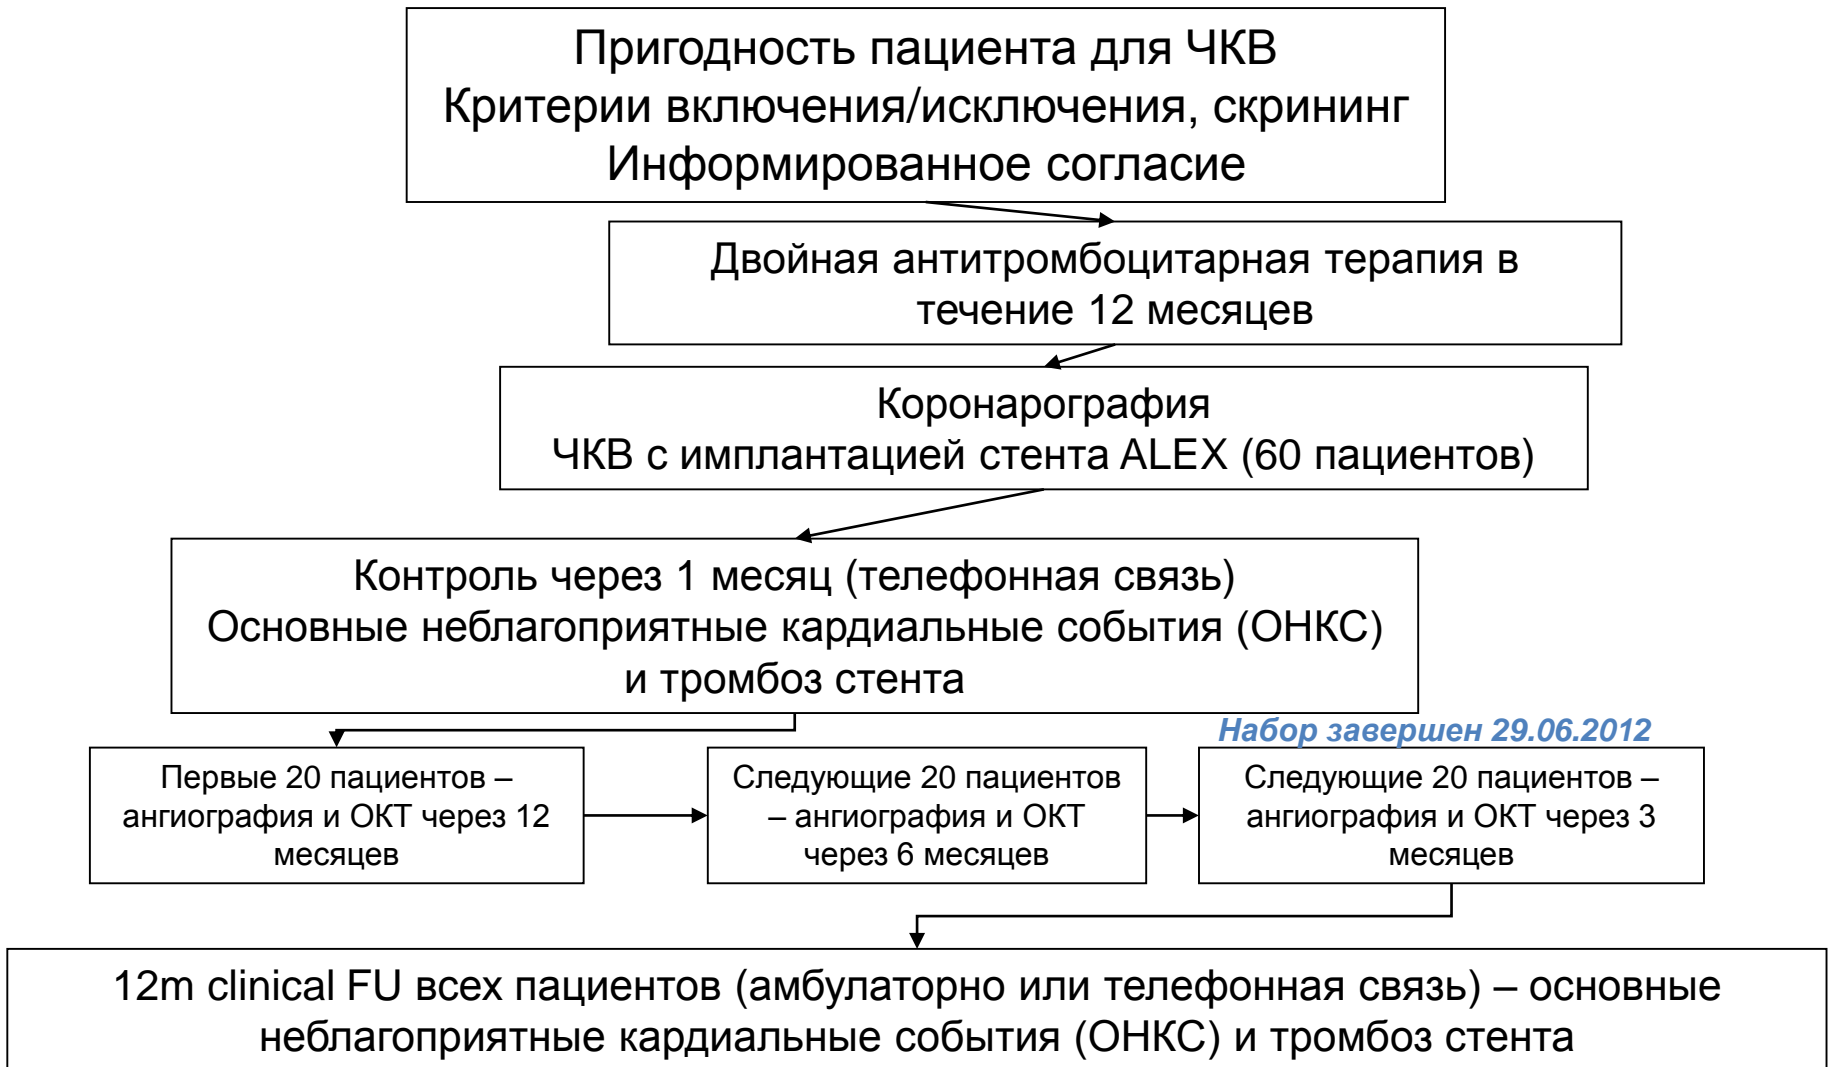 Пригодность пациента для ЧКВ
Критерии включения/исключения, скрининг
Информированное согласие
Двойная антитромбоцитарная терапия в
течение 12 месяцев
Коронарография
ЧКВ с имплантацией стента ALEX (60 пациентов)
Контроль через 1 месяц (телефонная связь)
Основные неблагоприятные кардиальные события (ОНКС)
и тромбоз стента
Набор завершен 29.06.2012
Первые 20 пациентов –
ангиография и ОКТ через 12
месяцев
Следующие 20 пациентов
– ангиография и ОКТ
через 6 месяцев
Следующие 20 пациентов –
ангиография и ОКТ через 3
месяцев
12m clinical FU всех пациентов (амбулаторно или телефонная связь) – основные
неблагоприятные кардиальные события (ОНКС) и тромбоз стента